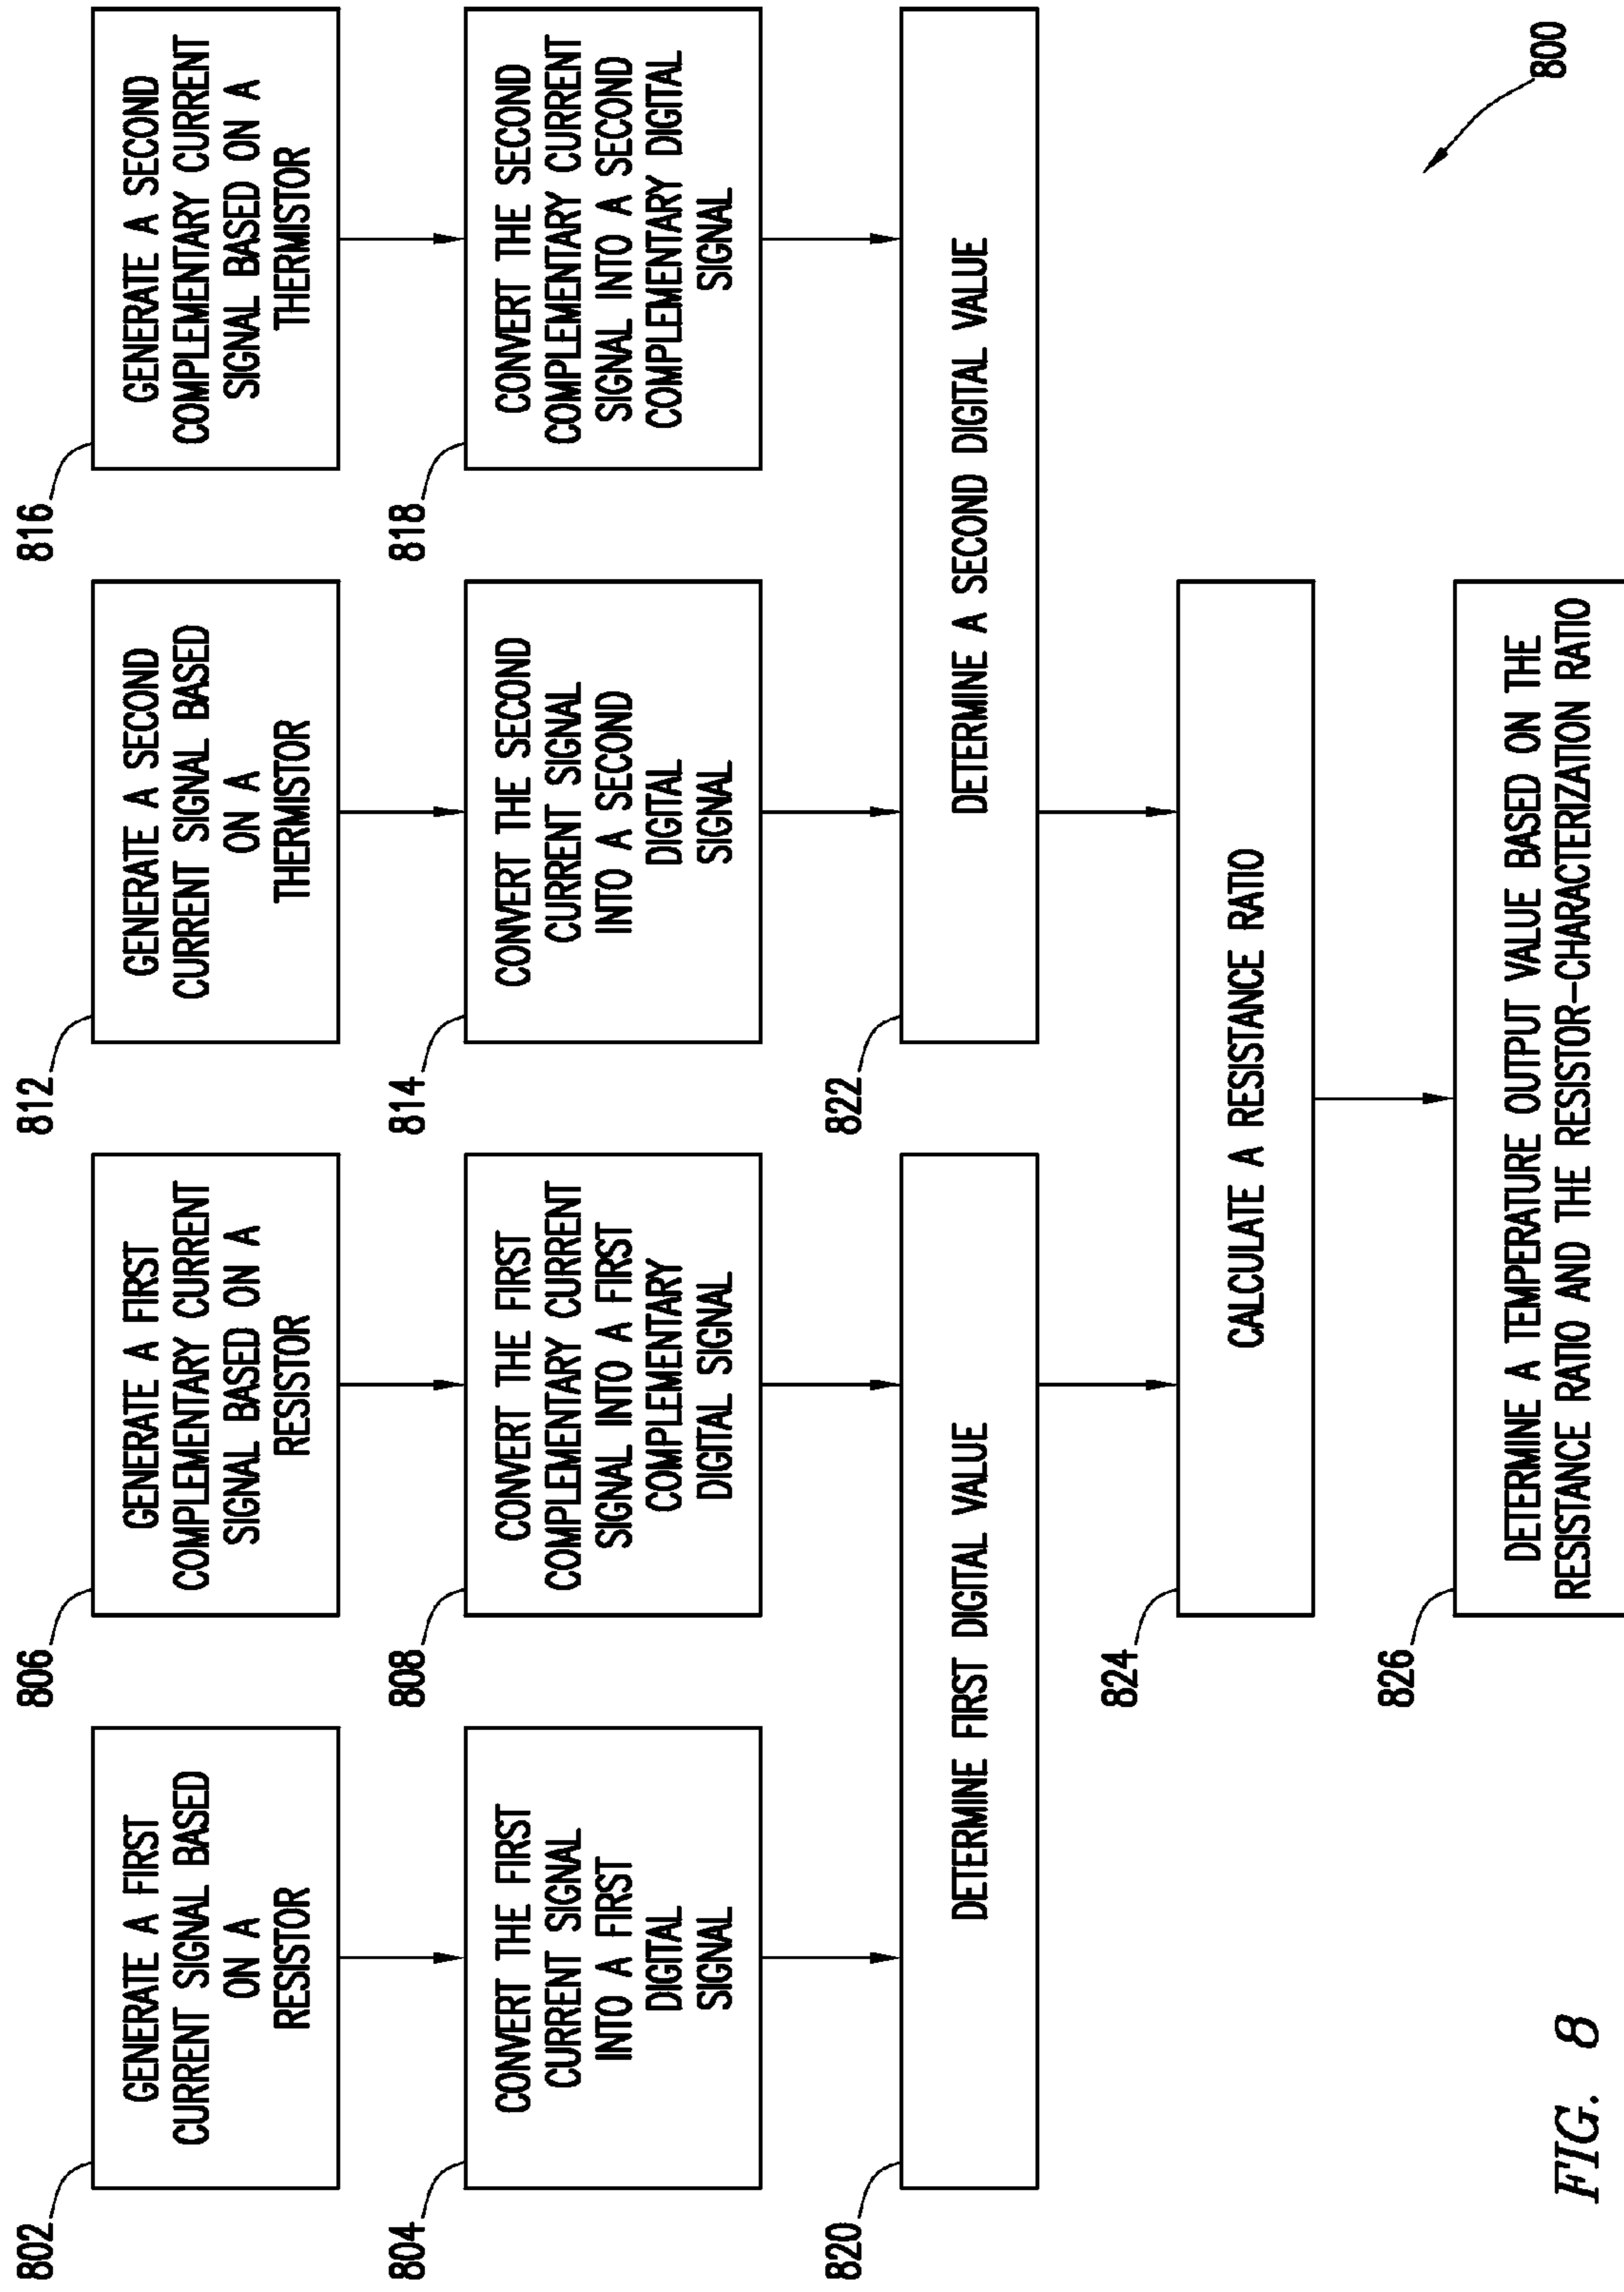 802
GENERATE A FIRST
CURRENT SIGNAL BASED
ON A
RESISTOR
806
GENERATE A FIRST
COMPLEMENTARY CURRENT
SIGNAL BASED ON A
RESISTOR
812
GENERATE A SECOND
CURRENT SIGNAL BASED
ON A
THERMISTOR
816
GENERATE A SECOND
COMPLEMENTARY CURRENT
SIGNAL BASED ON A
THERMISTOR
804
CONVERT THE FIRST
CURRENT SIGNAL
INTO A FIRST
DIGITAL
SIGNAL
808
CONVERT THE FIRST
COMPLEMENTARY CURRENT
SIGNAL INTO A FIRST
COMPLEMENTARY
DIGITAL SIGNAL
814
CONVERT THE SECOND
CURRENT SIGNAL
INTO A SECOND
DIGITAL
SIGNAL
818
CONVERT THE SECOND
COMPLEMENTARY CURRENT
SIGNAL INTO A SECOND
COMPLEMENTARY DIGITAL
SIGNAL
820
DETERMINE FIRST DIGITAL VALUE
822
DETERMINE A SECOND DIGITAL VALUE
824
CALCULATE A RESISTANCE RATIO
826
DETERMINE A TEMPERATURE OUTPUT VALUE BASED ON THE
RESISTANCE RATIO AND THE RESISTOR-CHARACTERIZATION RATIO
800
FIG. 8